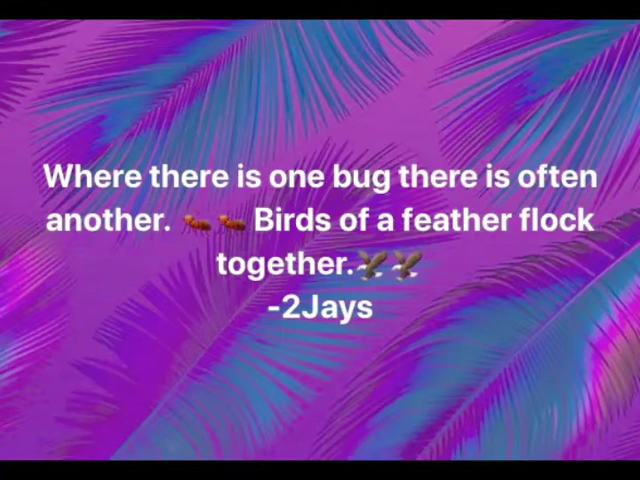 Where there is one bug there is often
another. 🐜🐜 Birds of a feather flock
together.🦅🦅
-2Jays